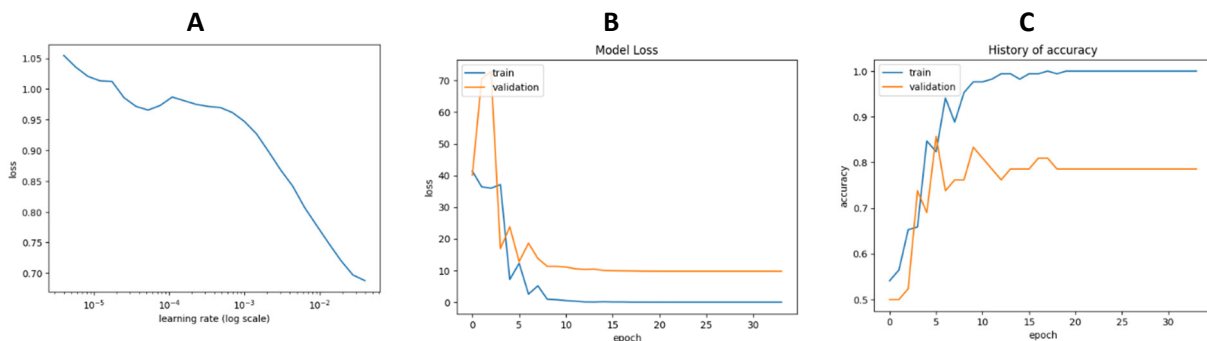 A
1.05
1.00
0.95
0.90
0.85
0.80
0.75
0.70
loss
10⁻⁵
10⁻⁴
10⁻³
10⁻²
learning rate (log scale)
B
Model Loss
train
validation
70
60
50
40
30
20
10
0
loss
0
5
10
15
20
25
30
epoch
C
History of accuracy
train
validation
1.0
0.9
0.8
0.7
0.6
0.5
accuracy
0
5
10
15
20
25
30
epoch